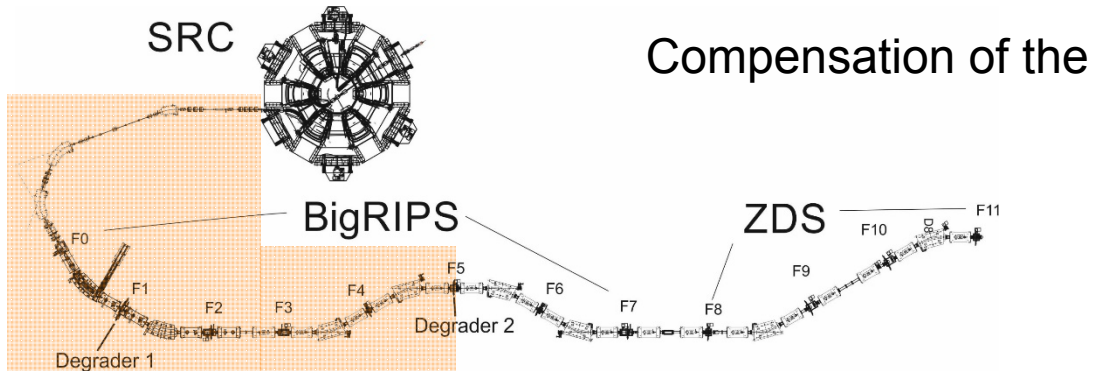 SRC
Compensation of the
BigRIPS
ZDS
F11
D8
F10
F0
F9
F5
F1
F4
F6
F2
F3
F7
F8
Degrader 2
Degrader 1